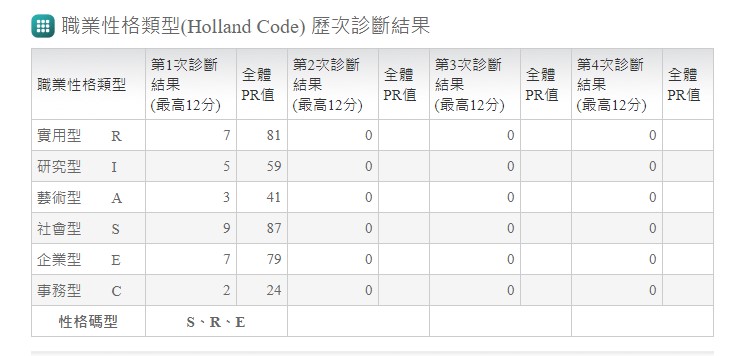 職業性格類型(Holland Code) 歷次診斷結果
職業性格類型 第1次診斷結果(最高12分) 全體PR值 第2次診斷結果(最高12分) 全體PR值 第3次診斷結果(最高12分) 全體PR值 第4次診斷結果(最高12分) 全體PR值
實用型 R 7 81 0 0 0
研究型 I 5 59 0 0 0
藝術型 A 3 41 0 0 0
社會型 S 9 87 0 0 0
企業型 E 7 79 0 0 0
事務型 C 2 24 0 0 0
性格碼型 S、R、E